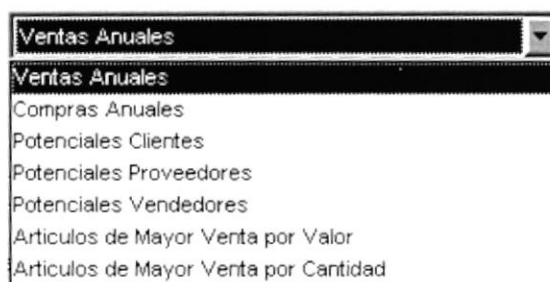 Ventas Anuales
Ventas Anuales
Compras Anuales
Potenciales Clientes
Potenciales Proveedores
Potenciales Vendedores
Articulos de Mayor Venta por Valor
Articulos de Mayor Venta por Cantidad